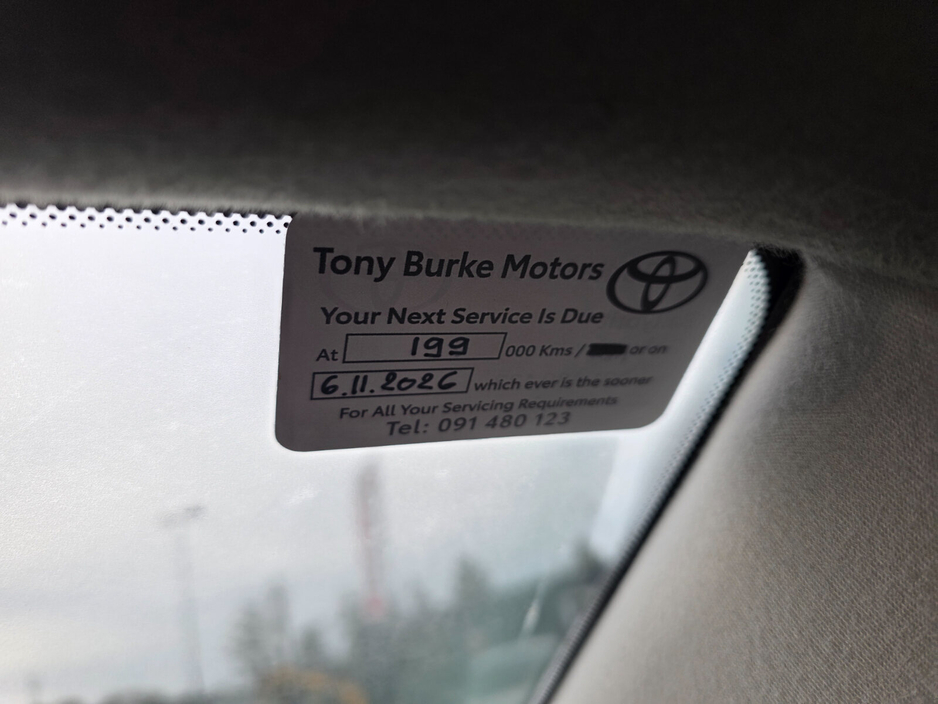 Tony Burke Motors
Your Next Service Is Due
At 199 000 Kms / or on
6.11.2026 which ever is the sooner
For All Your Servicing Requirements
Tel: 091 480 123